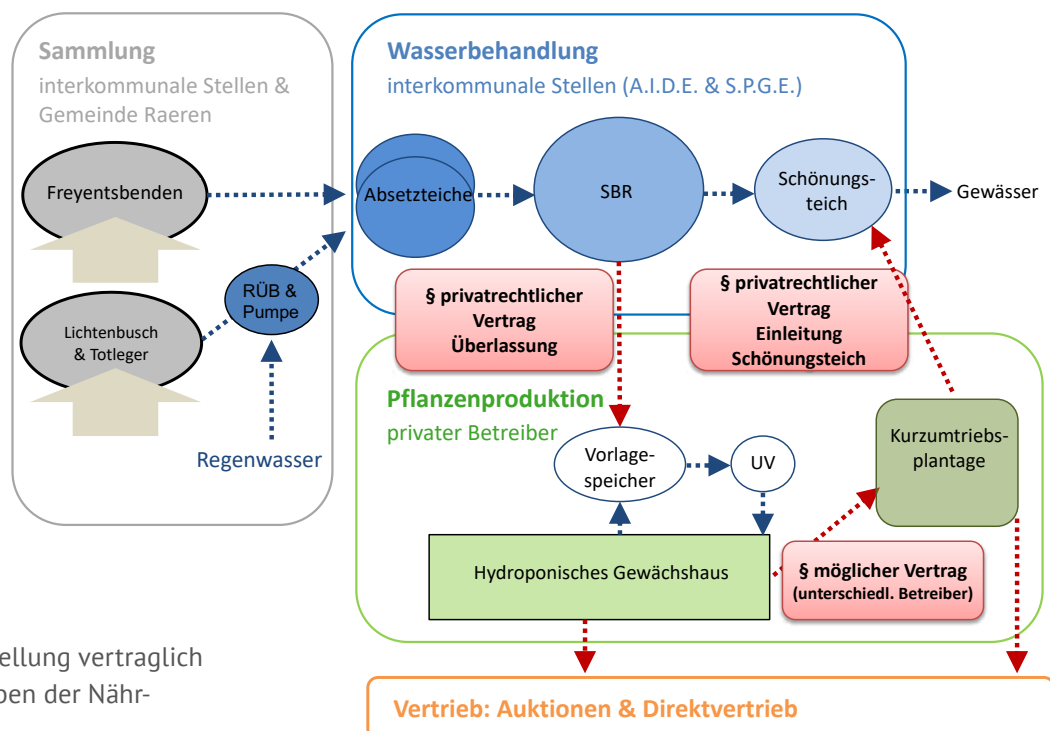 Sammlung
interkommunale Stellen &
Gemeinde Raeren
Freyentsbenden
Lichtenbusch
& Totleger
RÜB &
Pumpe
Regenwasser
Wasserbehandlung
interkommunale Stellen (A.I.D.E. & S.P.G.E.)
Absetzteiche
SBR
Schönungs-
teich
Gewässer
§ privatrechtlicher
Vertrag
Überlassung
§ privatrechtlicher
Vertrag
Einleitung
Schönungsteich
Pflanzenproduktion
privater Betreiber
Vorlage-
speicher
UV
Kurzumtriebs-
plantage
Hydroponisches Gewächshaus
§ möglicher Vertrag
(unterschiedl. Betreiber)
ellung vertraglich
ben der Nähr-
Vertrieb: Auktionen & Direktvertrieb